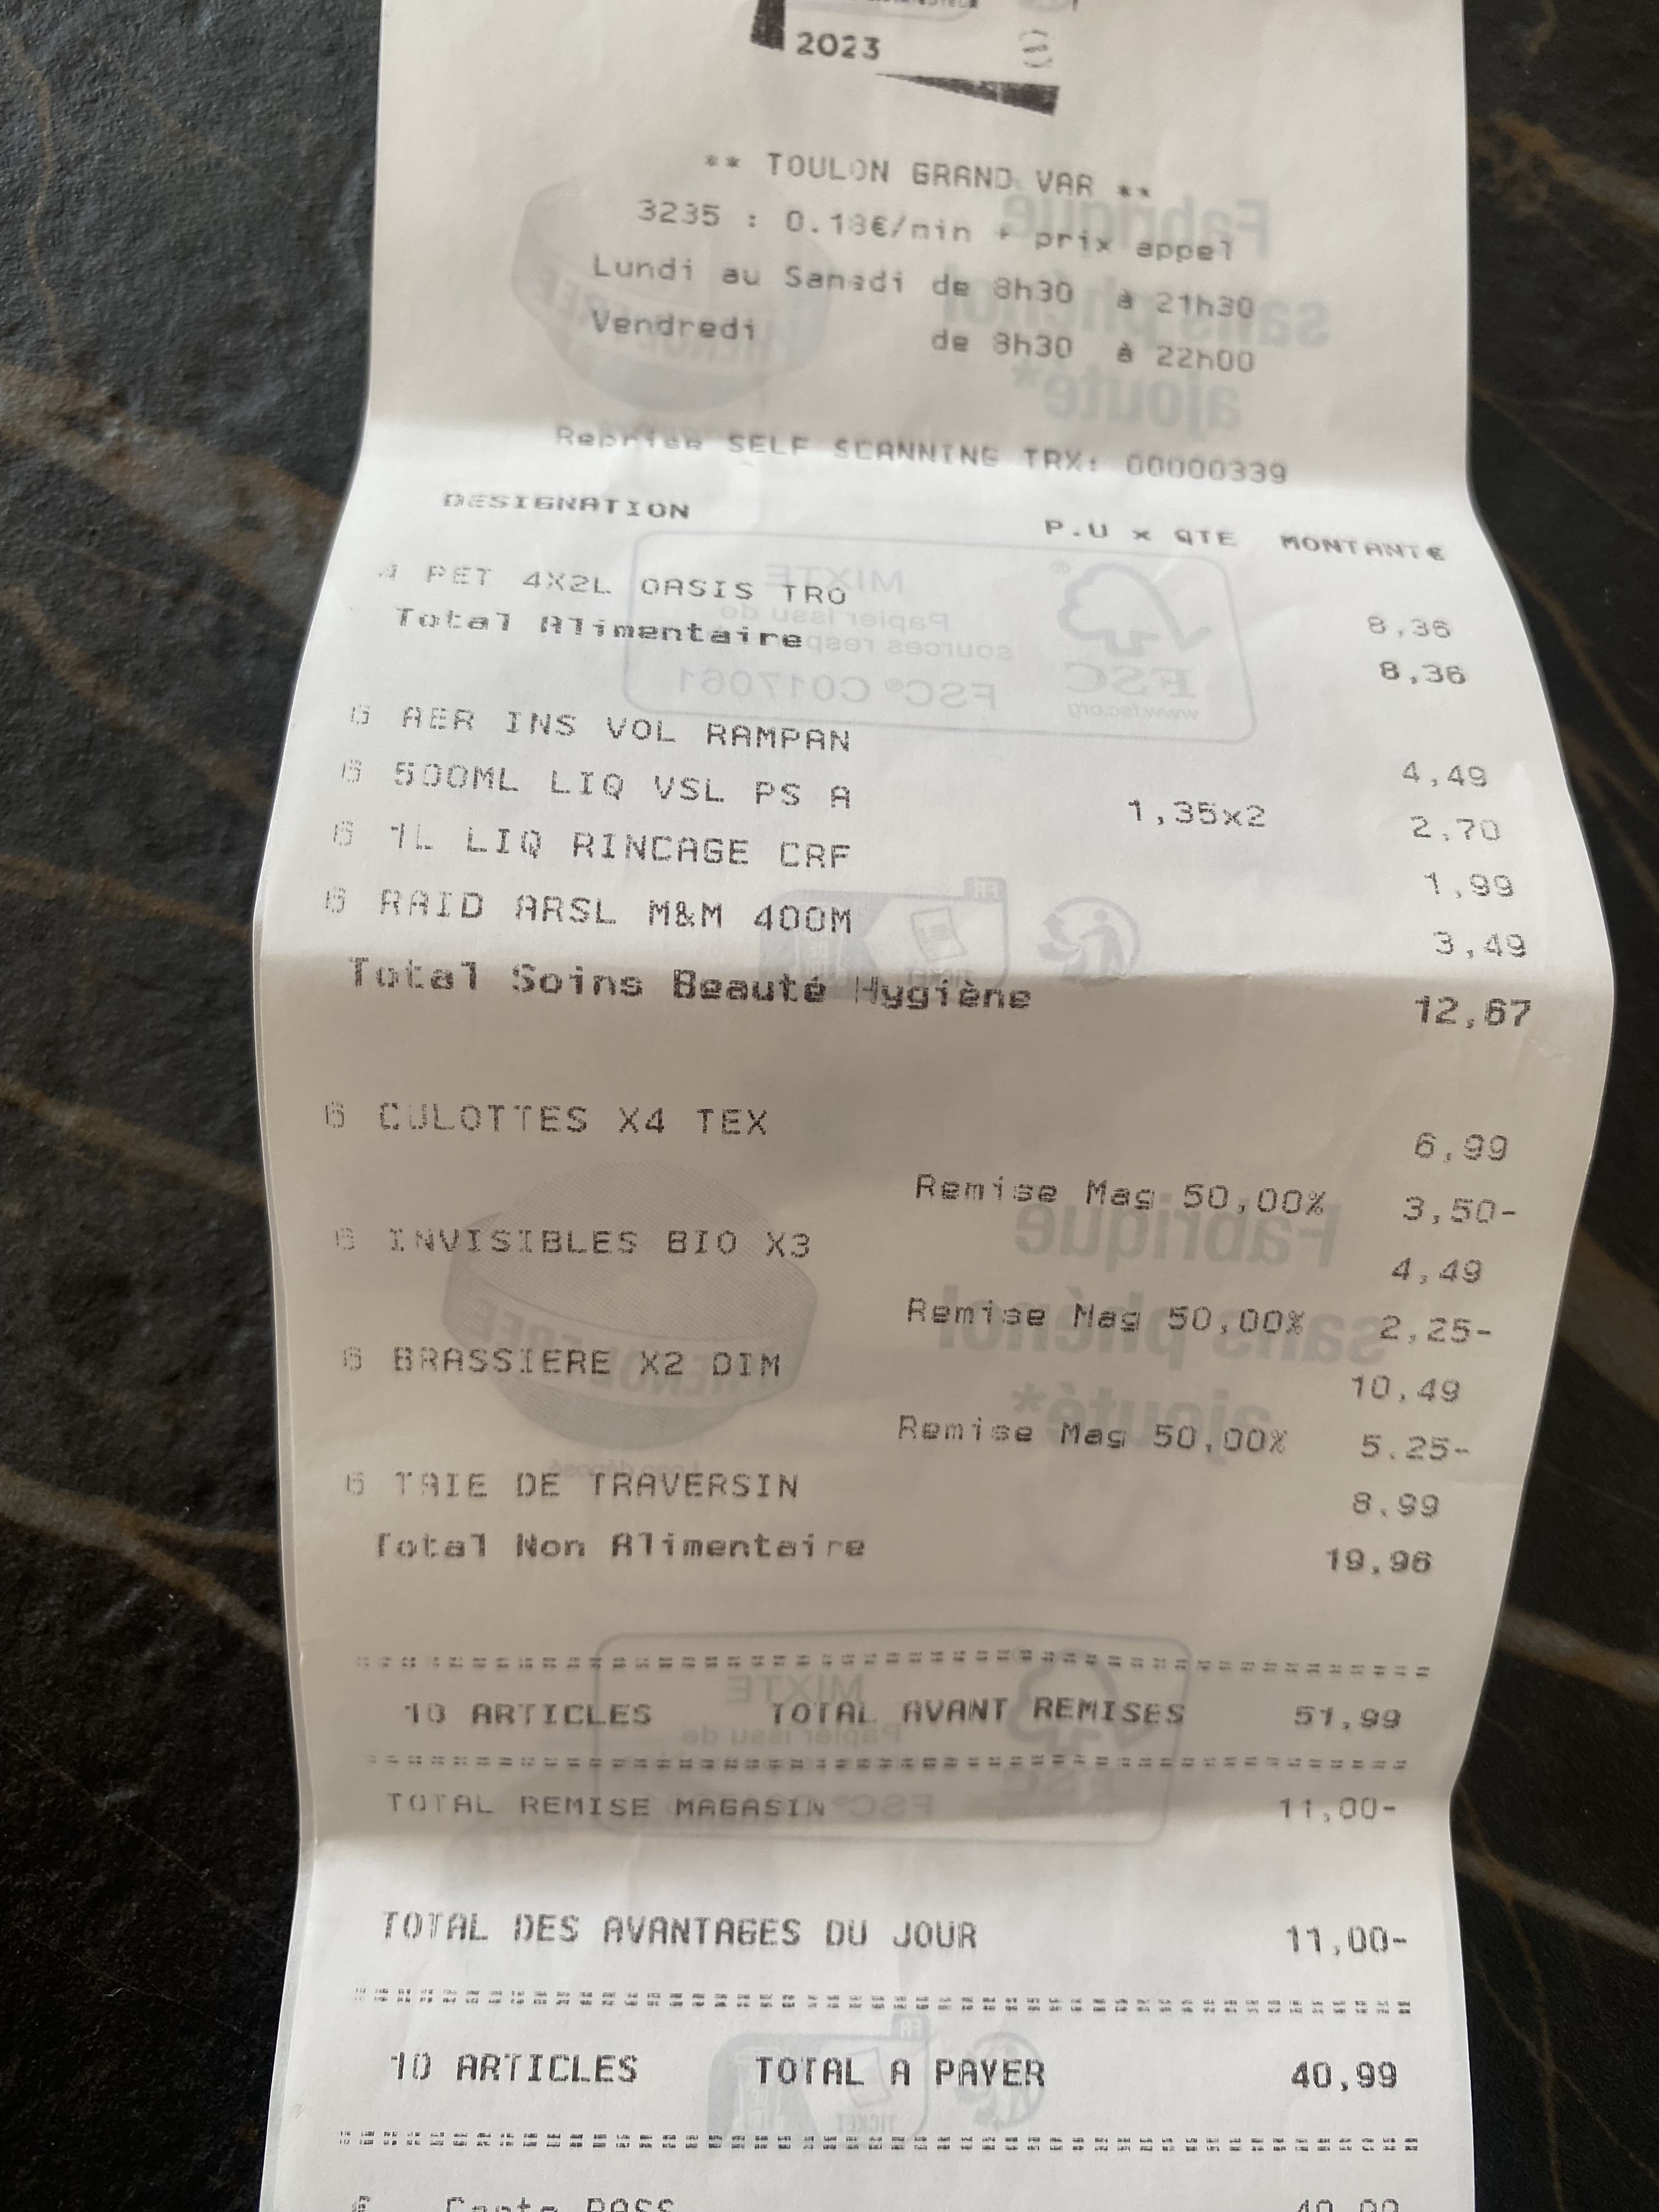 2023
** TOULON GRAND VAR **
3235 : 0.18€/min + prix appel
Lundi au Samedi de 8h30 à 21h30
Vendredi de 8h30 à 22h00
Reprise SELF SCANNING TRX: 00000339
DESIGNATION P.U x QTE MONTANT€
4 PET 4X2L OASIS TRO 8,36
Total Alimentaire 8,36
6 AER INS VOL RAMPAN 4,49
6 500ML LIQ VSL PS A 1,35x2 2,70
6 1L LIQ RINCAGE CRF 1,99
6 RAID ARSL M&M 400M 3,49
Total Soins Beauté Hygiène 12,67
6 CULOTTES X4 TEX 6,99
Remise Mag 50,00% 3,50-
6 INVISIBLES BIO X3 4,49
Remise Mag 50,00% 2,25-
6 BRASSIERE X2 DIM 10,49
Remise Mag 50,00% 5,25-
6 TAIE DE TRAVERSIN 8,99
Total Non Alimentaire 19,96
10 ARTICLES TOTAL AVANT REMISES 51,99
TOTAL REMISE MAGASIN 11,00-
TOTAL DES AVANTAGES DU JOUR 11,00-
10 ARTICLES TOTAL A PAYER 40,99
€ Carte PASS 40,99